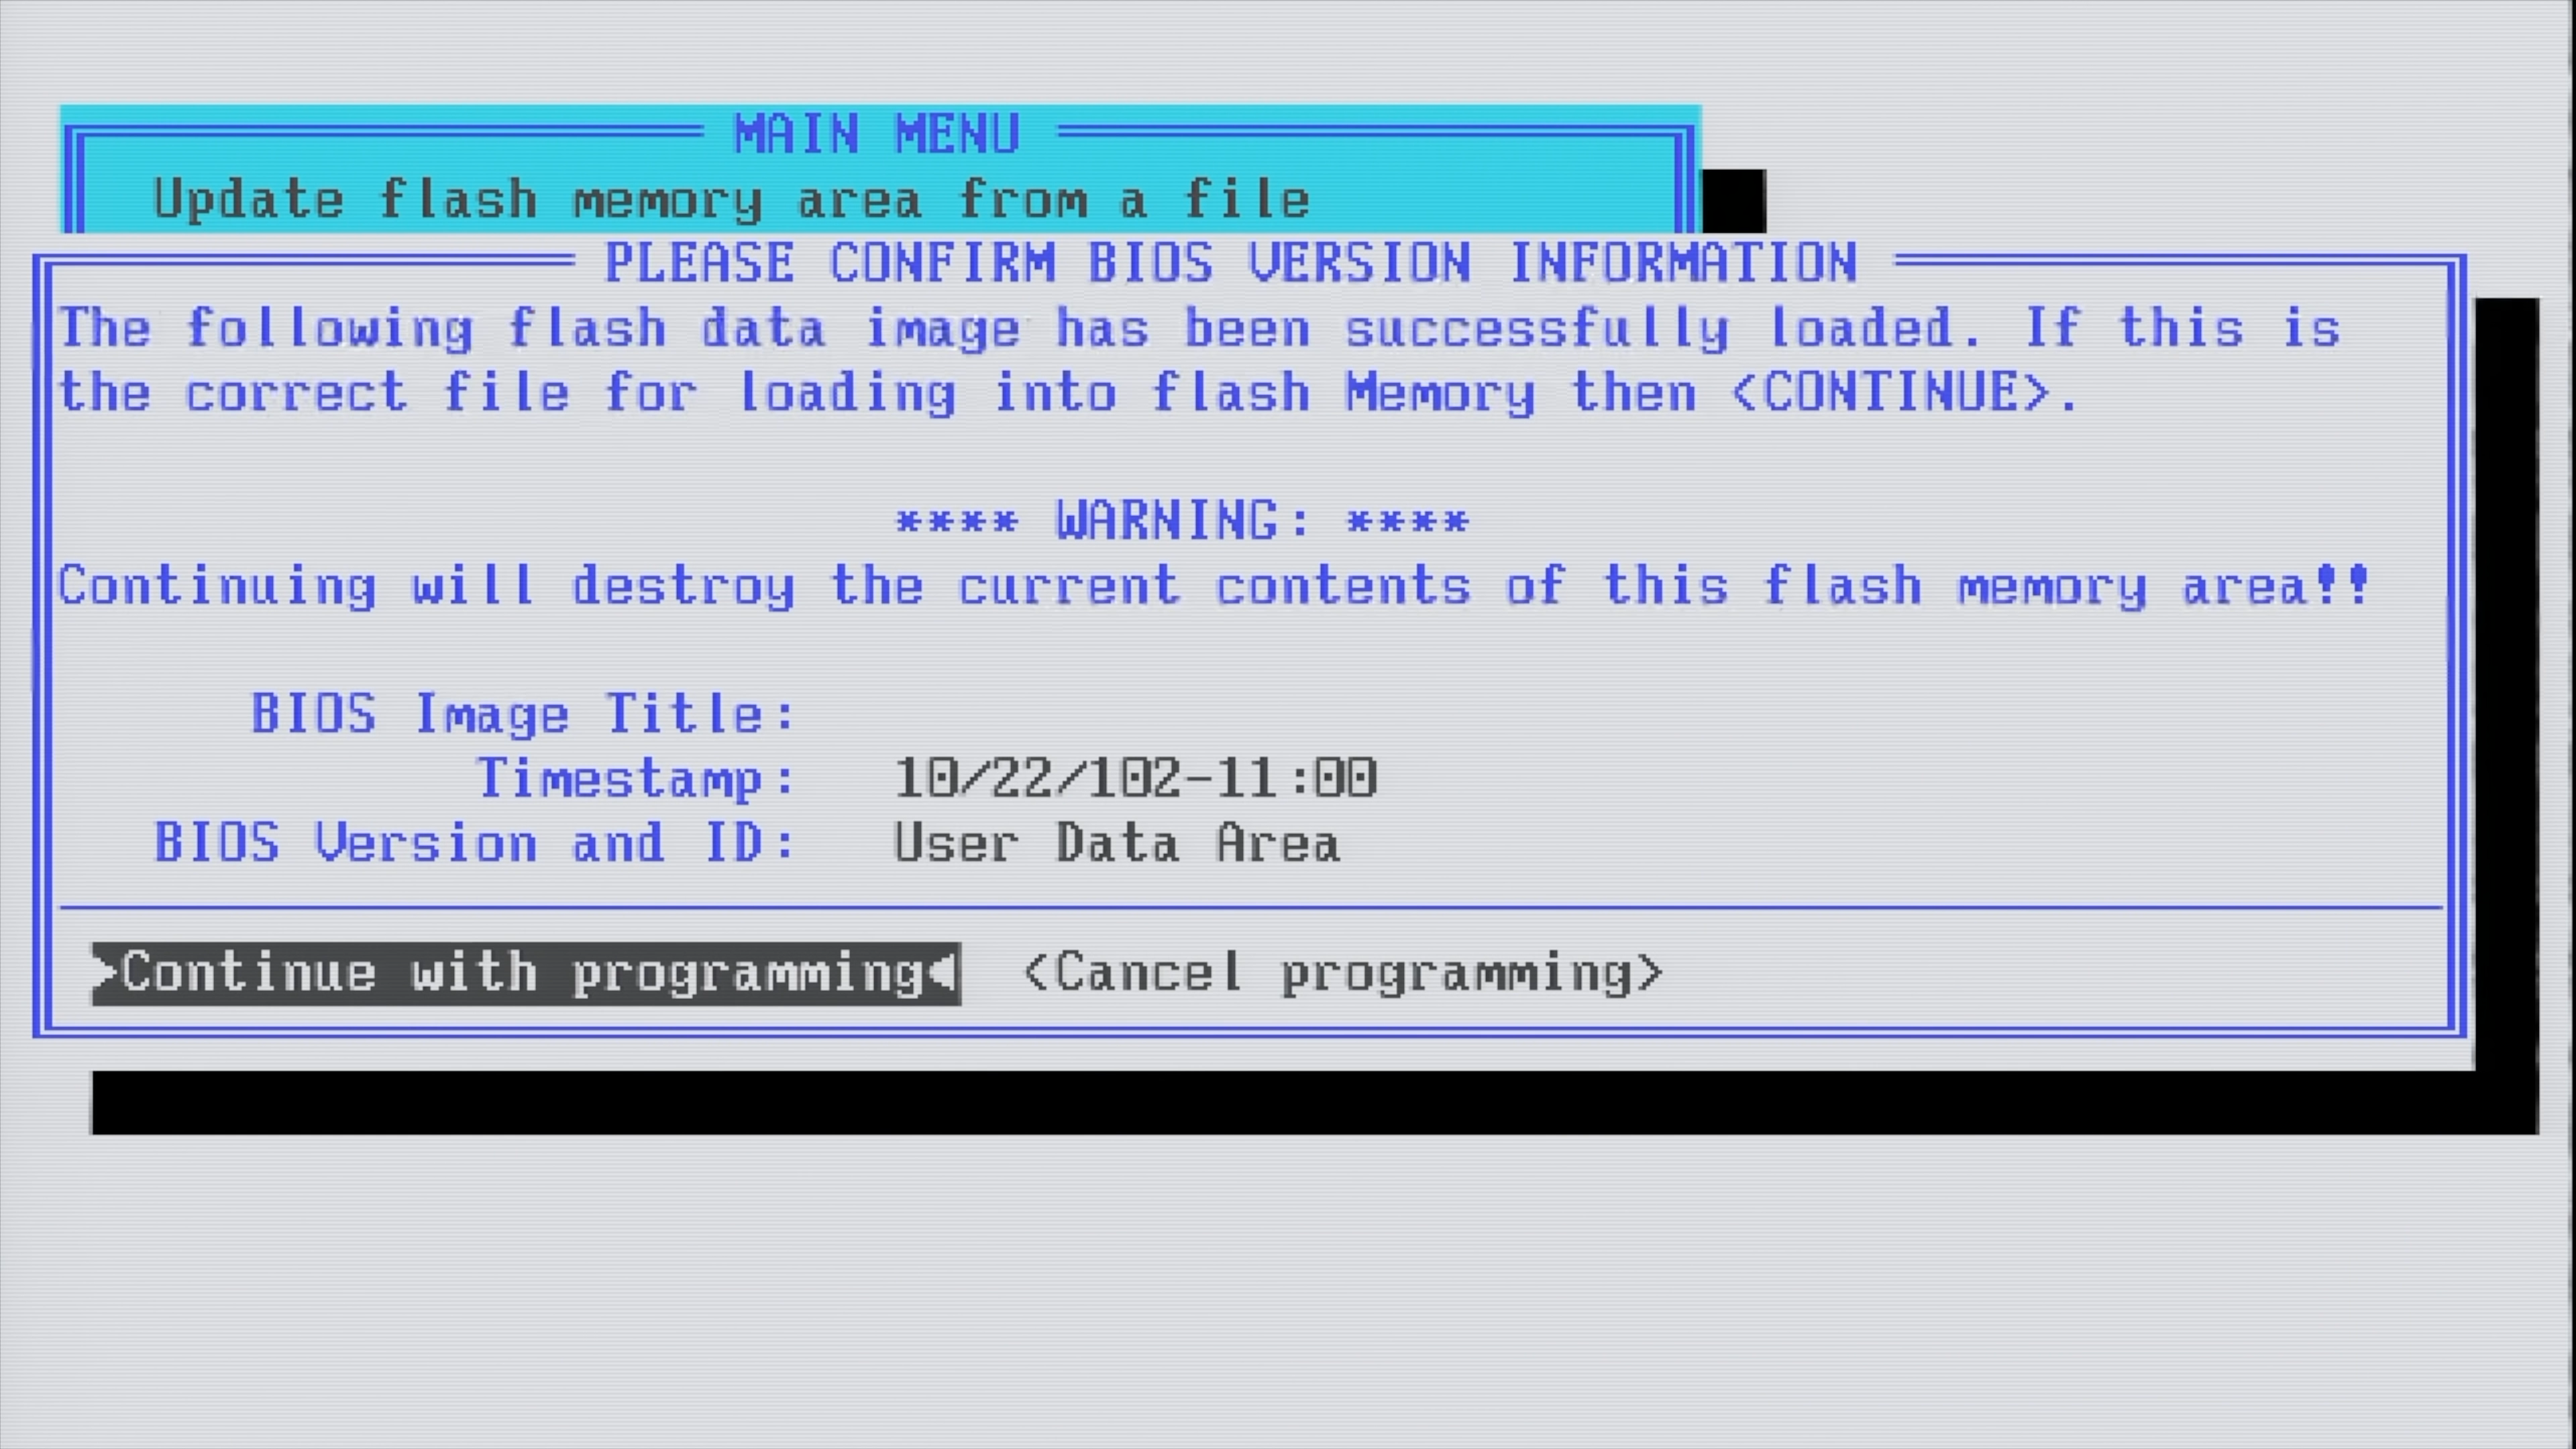 MAIN MENU
Update flash memory area from a file
PLEASE CONFIRM BIOS VERSION INFORMATION
The following flash data image has been successfully loaded. If this is
the correct file for loading into flash Memory then <CONTINUE>.
**** WARNING: ****
Continuing will destroy the current contents of this flash memory area!!
BIOS Image Title:
Timestamp: 10/22/102-11:00
BIOS Version and ID: User Data Area
>Continue with programming< <Cancel programming>